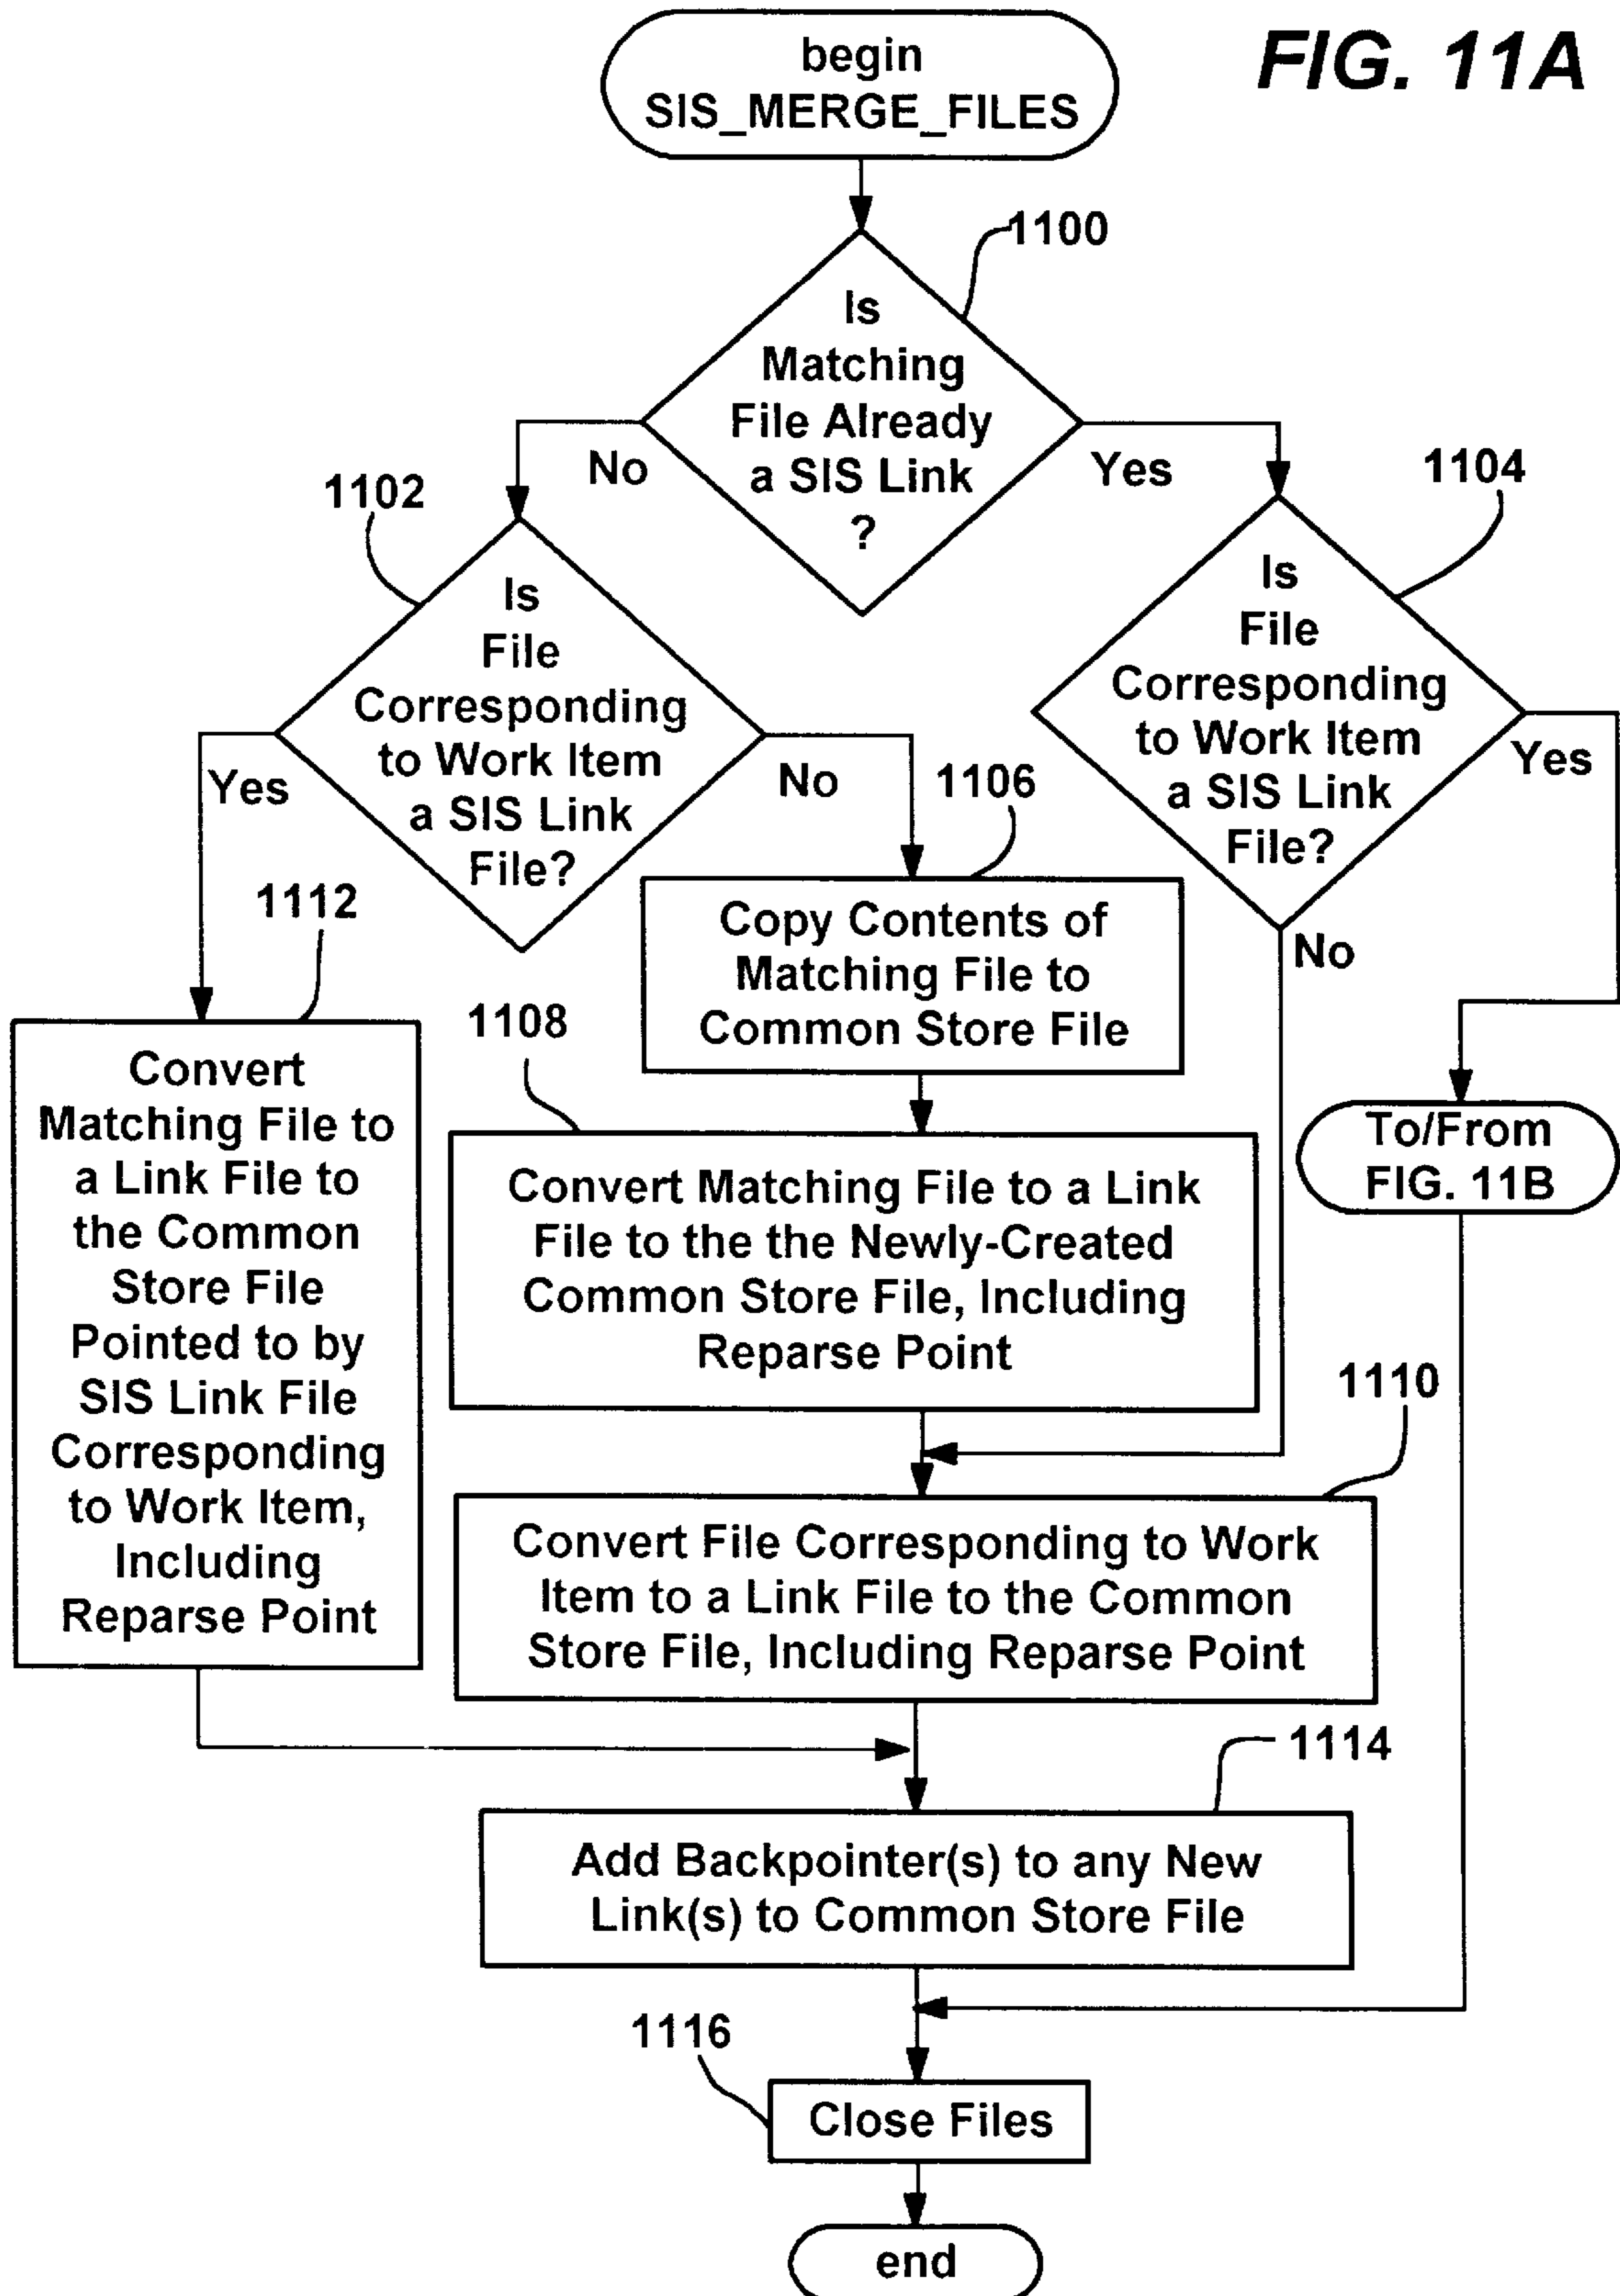 FIG. 11A
begin
SIS_MERGE_FILES
1100
Is
Matching
File Already
a SIS Link
?
No
Yes
1102
Is
File
Corresponding
to Work Item
a SIS Link
File?
Yes
No
1104
Is
File
Corresponding
to Work Item
a SIS Link
File?
Yes
No
1106
Copy Contents of
Matching File to
Common Store File
1112
Convert
Matching File to
a Link File to
the Common
Store File
Pointed to by
SIS Link File
Corresponding
to Work Item,
Including
Reparse Point
1108
Convert Matching File to a Link
File to the the Newly-Created
Common Store File, Including
Reparse Point
To/From
FIG. 11B
1110
Convert File Corresponding to Work
Item to a Link File to the Common
Store File, Including Reparse Point
1114
Add Backpointer(s) to any New
Link(s) to Common Store File
1116
Close Files
end